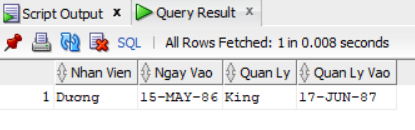 Script Output x Query Result x
SQL | All Rows Fetched: 1 in 0.008 seconds
Nhan Vien Ngay Vao Quan Ly Quan Ly Vao
1 Dương 15-MAY-86 King 17-JUN-87